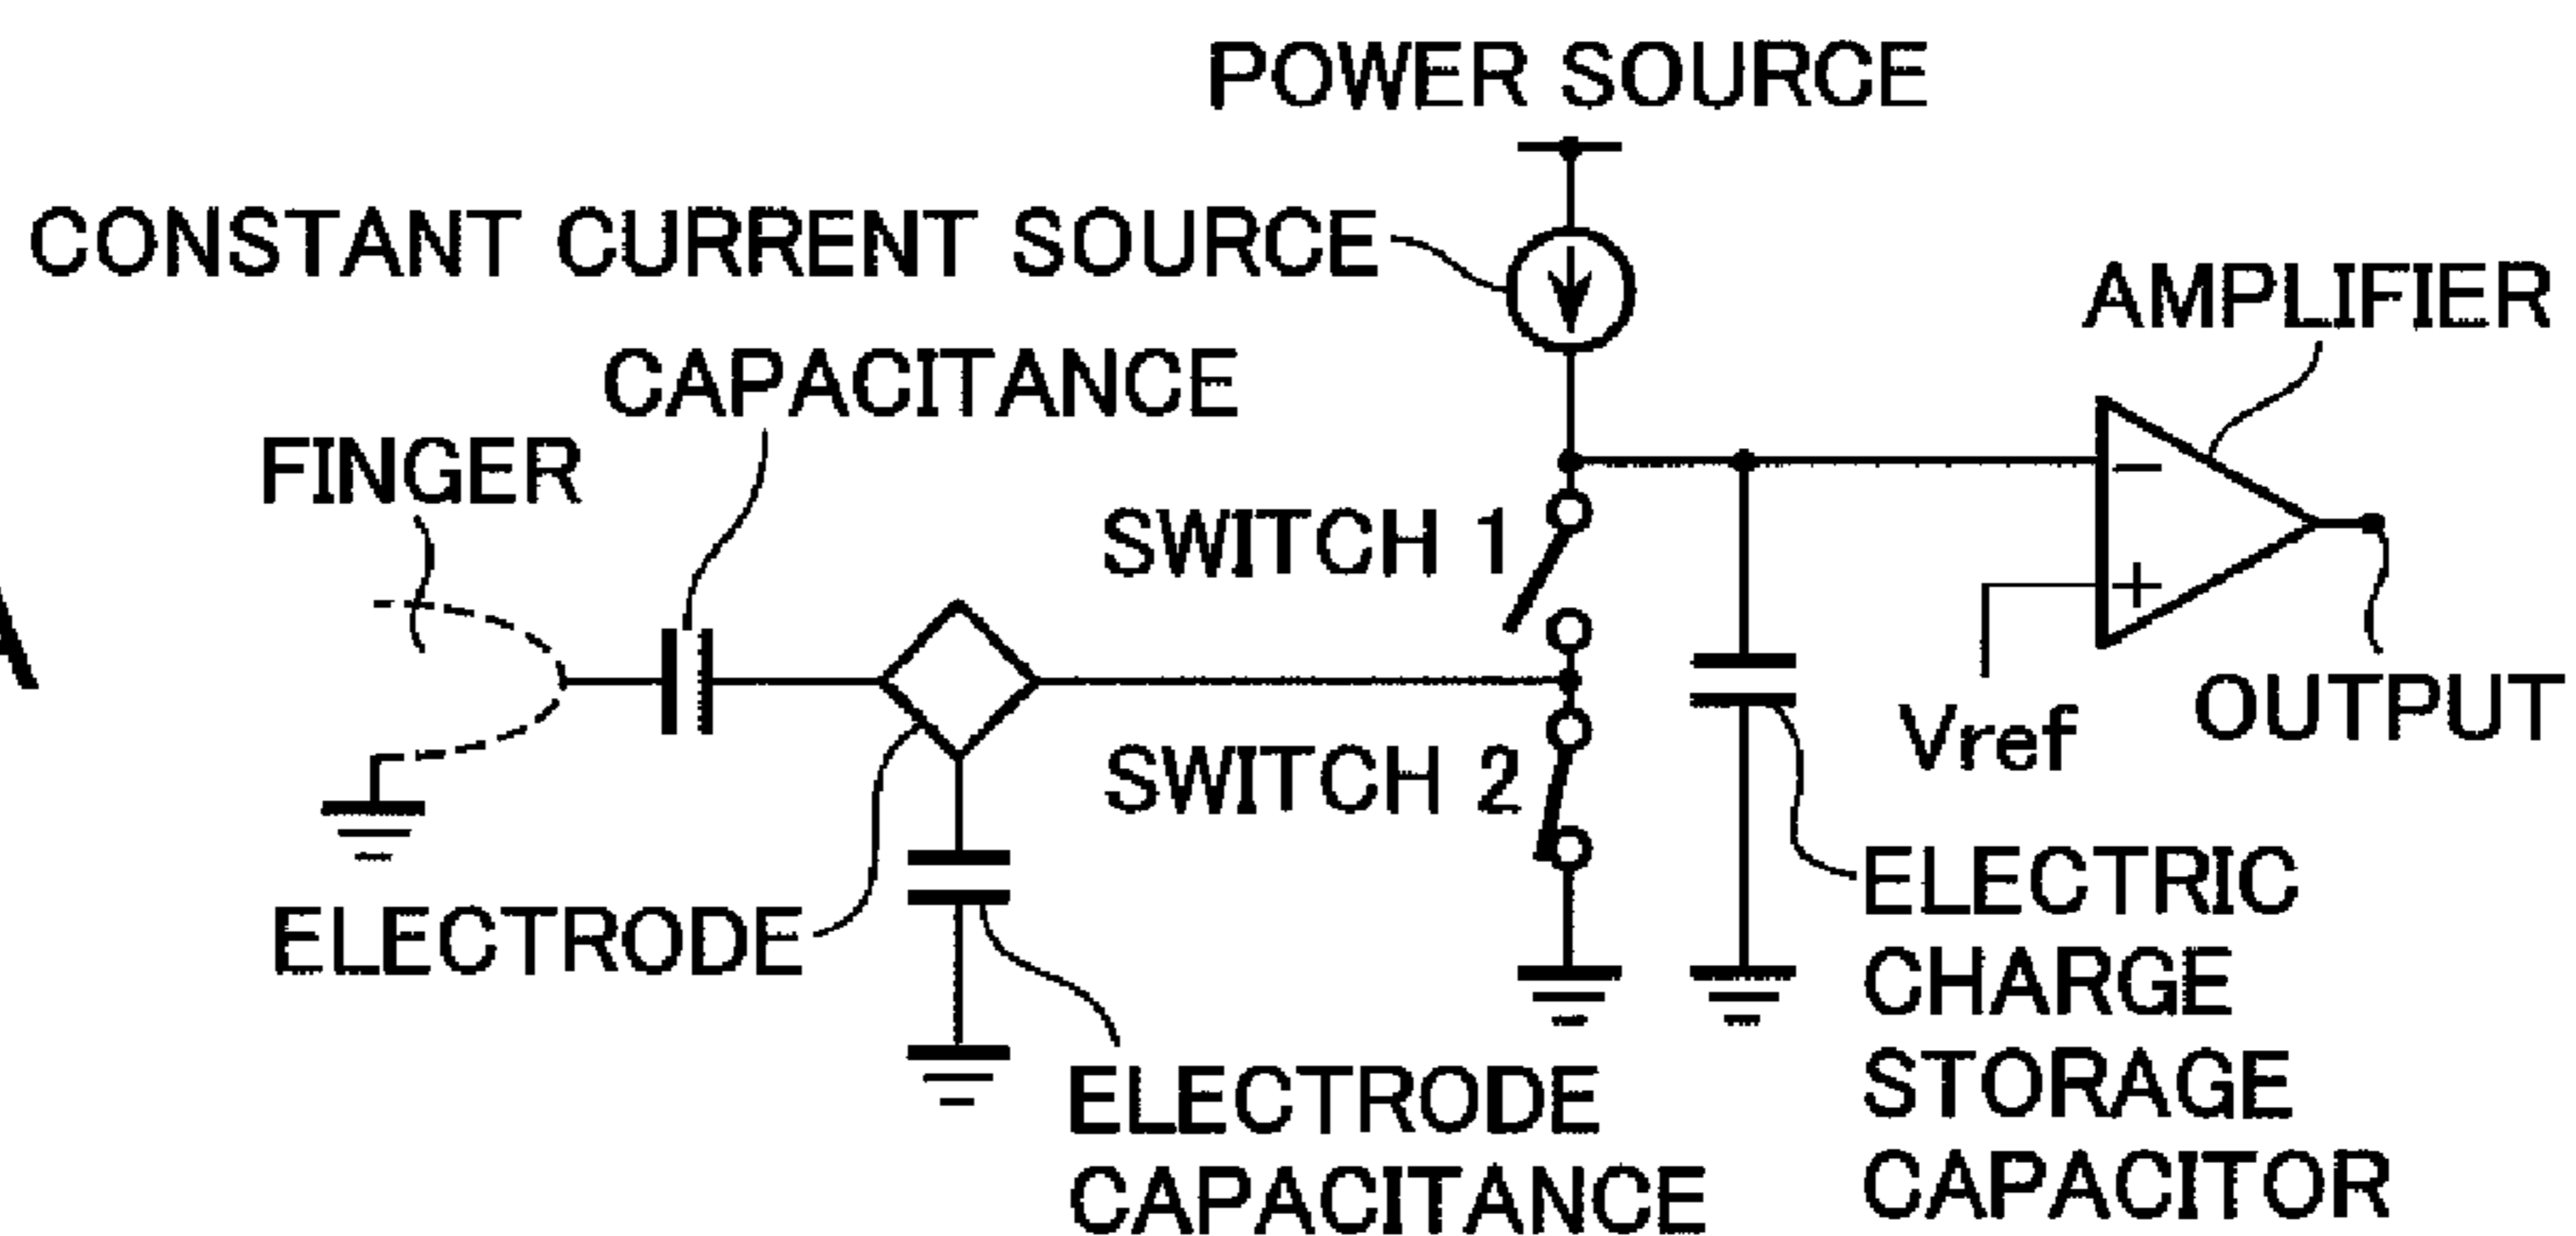 POWER SOURCE
CONSTANT CURRENT SOURCE
AMPLIFIER
CAPACITANCE
FINGER
SWITCH 1
−
+
Vref
OUTPUT
SWITCH 2
ELECTRODE
ELECTRIC
CHARGE
STORAGE
CAPACITOR
ELECTRODE
CAPACITANCE